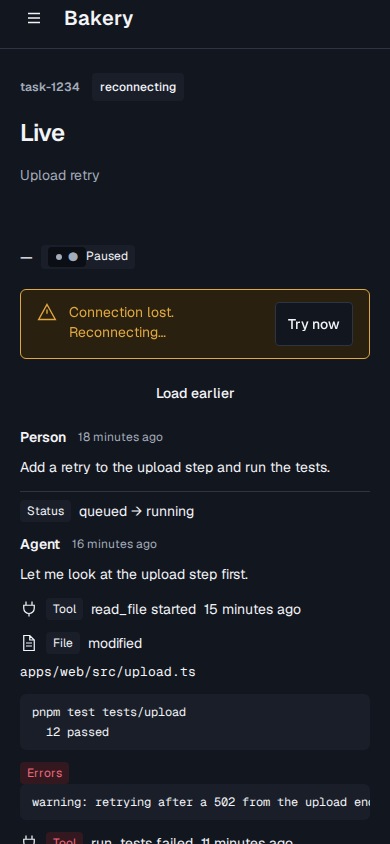 Bakery
task-1234 reconnecting
Live
Upload retry
— Paused
Connection lost.
Reconnecting…
Try now
Load earlier
Person 18 minutes ago
Add a retry to the upload step and run the tests.
Status queued → running
Agent 16 minutes ago
Let me look at the upload step first.
Tool read_file started 15 minutes ago
File modified
apps/web/src/upload.ts
pnpm test tests/upload
12 passed
Errors
warning: retrying after a 502 from the upload
Tool run_tests failed 11 minutes ago